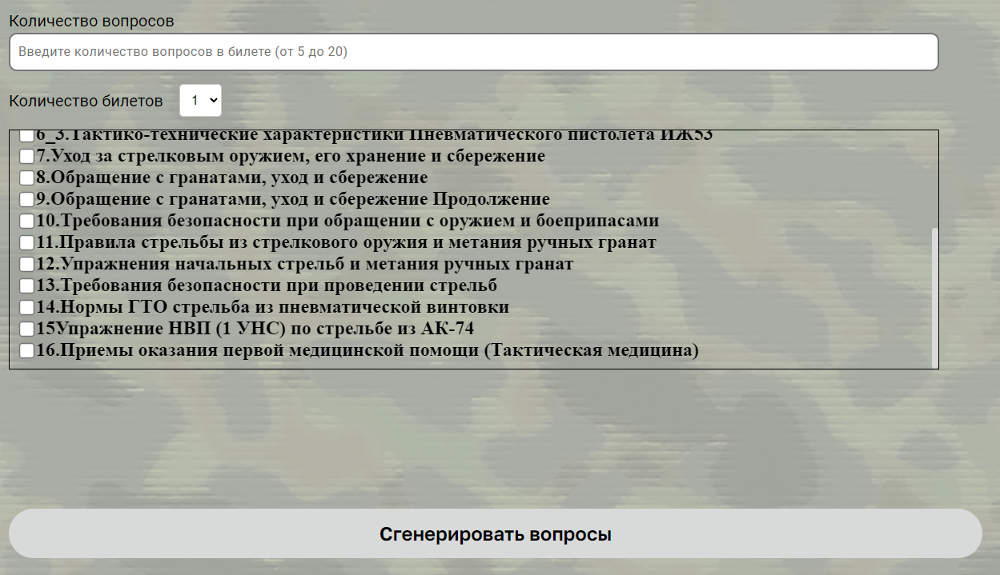 Количество вопросов
Введите количество вопросов в билете (от 5 до 20)
Количество билетов 1
6_3.Тактико-технические характеристики Пневматического пистолета ИЖ53
7.Уход за стрелковым оружием, его хранение и сбережение
8.Обращение с гранатами, уход и сбережение
9.Обращение с гранатами, уход и сбережение Продолжение
10.Требования безопасности при обращении с оружием и боеприпасами
11.Правила стрельбы из стрелкового оружия и метания ручных гранат
12.Упражнения начальных стрельб и метания ручных гранат
13.Требования безопасности при проведении стрельб
14.Нормы ГТО стрельба из пневматической винтовки
15Упражнение НВП (1 УНС) по стрельбе из АК-74
16.Приемы оказания первой медицинской помощи (Тактическая медицина)
Сгенерировать вопросы